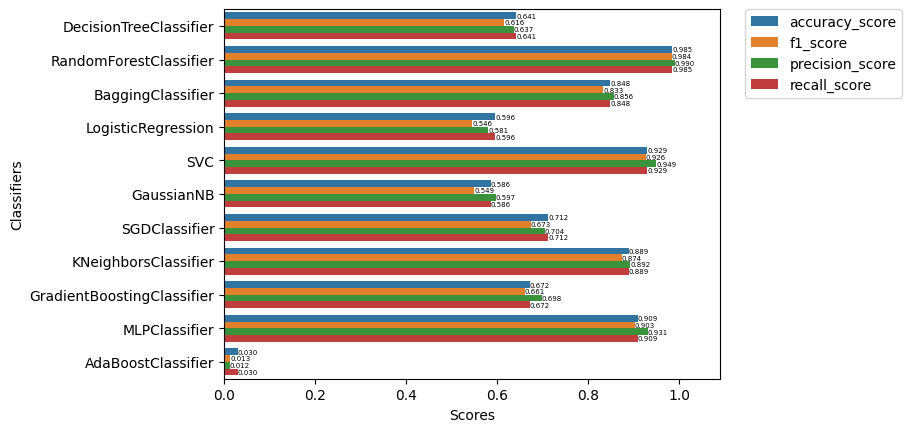 accuracy_score
f1_score
precision_score
recall_score
Classifiers
DecisionTreeClassifier
0.641
0.616
0.637
0.641
RandomForestClassifier
0.985
0.984
0.990
0.985
BaggingClassifier
0.848
0.833
0.856
0.848
LogisticRegression
0.596
0.546
0.581
0.596
SVC
0.929
0.926
0.949
0.929
GaussianNB
0.586
0.549
0.597
0.586
SGDClassifier
0.712
0.673
0.704
0.712
KNeighborsClassifier
0.889
0.874
0.892
0.889
GradientBoostingClassifier
0.672
0.661
0.698
0.672
MLPClassifier
0.909
0.903
0.931
0.909
AdaBoostClassifier
0.030
0.013
0.012
0.030
0.0 0.2 0.4 0.6 0.8 1.0
Scores